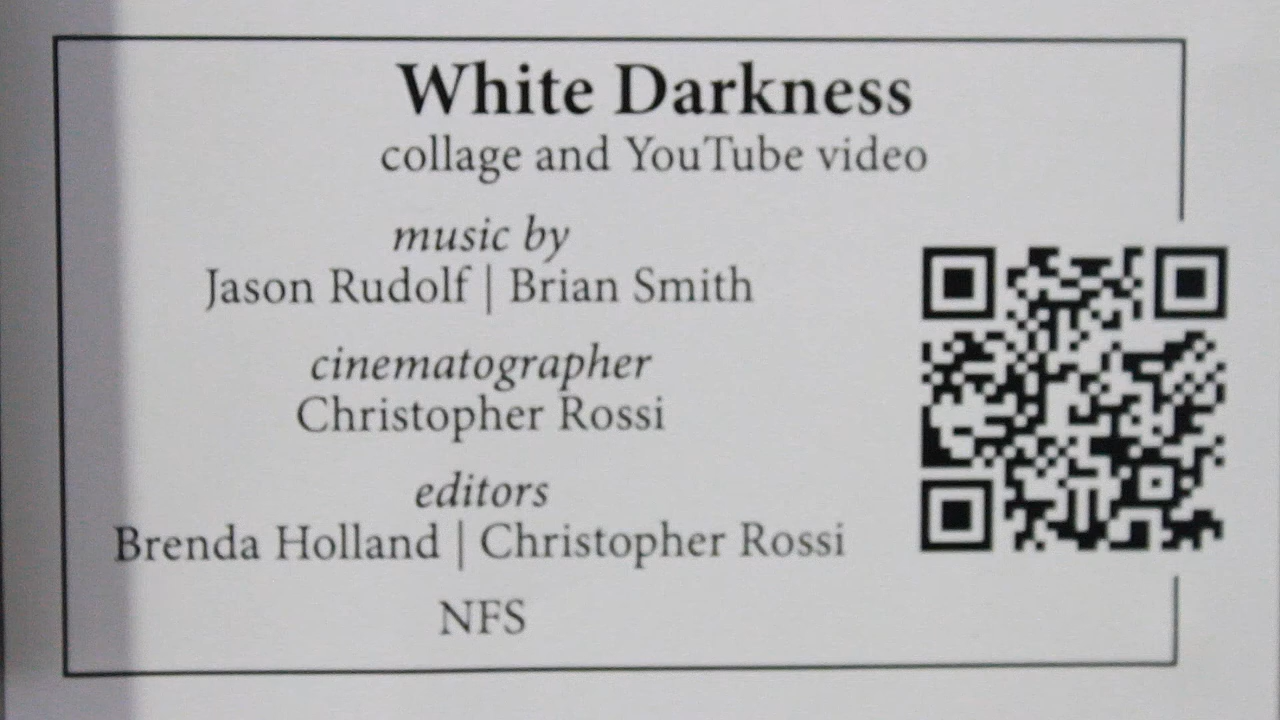 White Darkness
collage and YouTube video
music by
Jason Rudolf | Brian Smith
cinematographer
Christopher Rossi
editors
Brenda Holland | Christopher Rossi
NFS